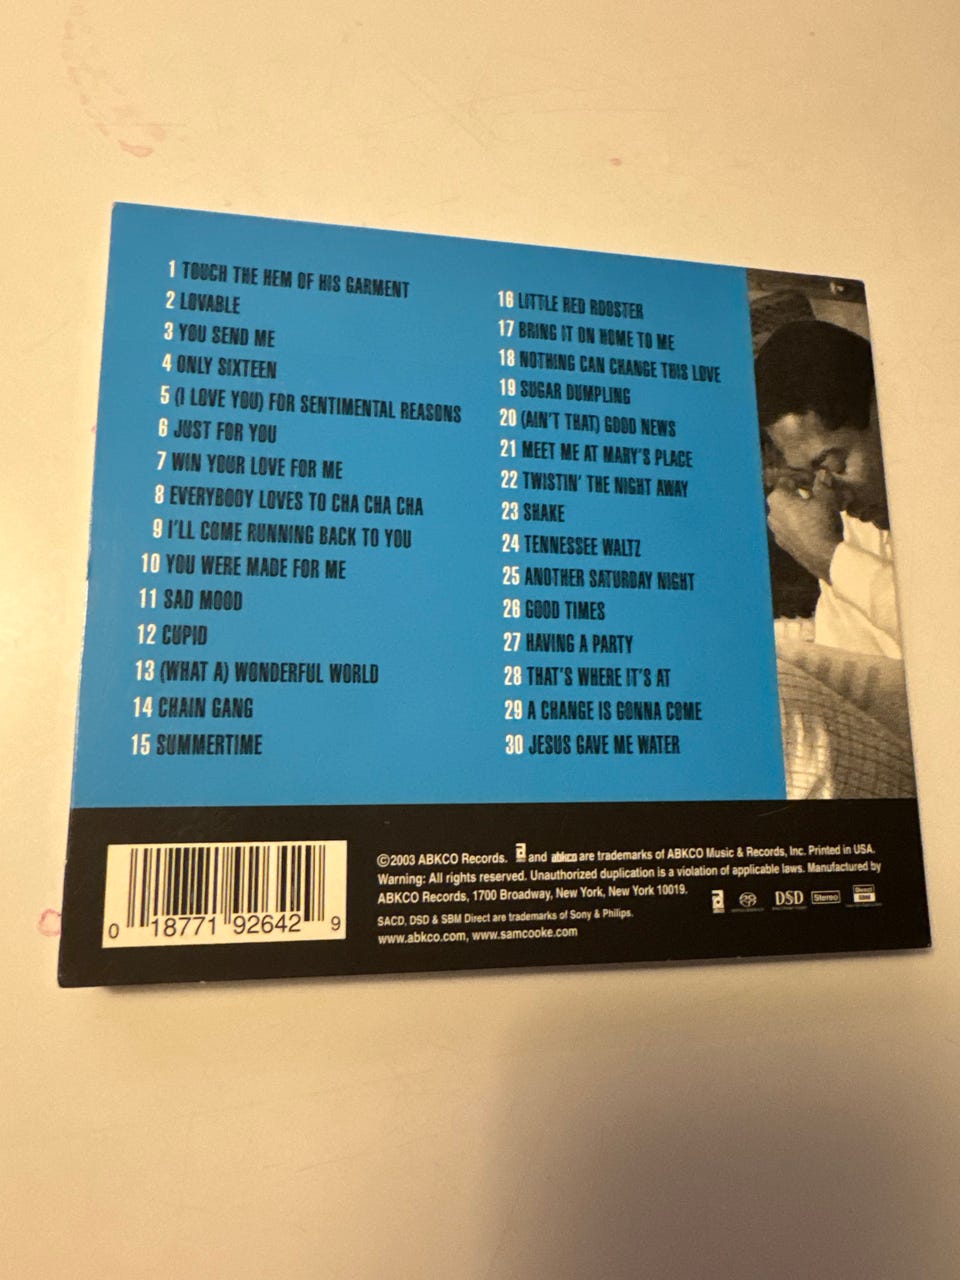 1 TOUCH THE HEM OF HIS GARMENT
2 LOVABLE
3 YOU SEND ME
4 ONLY SIXTEEN
5 (I LOVE YOU) FOR SENTIMENTAL REASONS
6 JUST FOR YOU
7 WIN YOUR LOVE FOR ME
8 EVERYBODY LOVES TO CHA CHA CHA
9 I'LL COME RUNNING BACK TO YOU
10 YOU WERE MADE FOR ME
11 SAD MOOD
12 CUPID
13 (WHAT A) WONDERFUL WORLD
14 CHAIN GANG
15 SUMMERTIME
16 LITTLE RED ROOSTER
17 BRING IT ON HOME TO ME
18 NOTHING CAN CHANGE THIS LOVE
19 SUGAR DUMPLING
20 (AIN'T THAT) GOOD NEWS
21 MEET ME AT MARY'S PLACE
22 TWISTIN' THE NIGHT AWAY
23 SHAKE
24 TENNESSEE WALTZ
25 ANOTHER SATURDAY NIGHT
26 GOOD TIMES
27 HAVING A PARTY
28 THAT'S WHERE IT'S AT
29 A CHANGE IS GONNA COME
30 JESUS GAVE ME WATER
0 18771 92642 9
©2003 ABKCO Records. a and abkco are trademarks of ABKCO Music & Records, Inc. Printed in USA.
Warning: All rights reserved. Unauthorized duplication is a violation of applicable laws. Manufactured by
ABKCO Records, 1700 Broadway, New York, New York 10019.
SACD, DSD & SBM Direct are trademarks of Sony & Philips.
www.abkco.com, www.samcooke.com
DSD Stereo